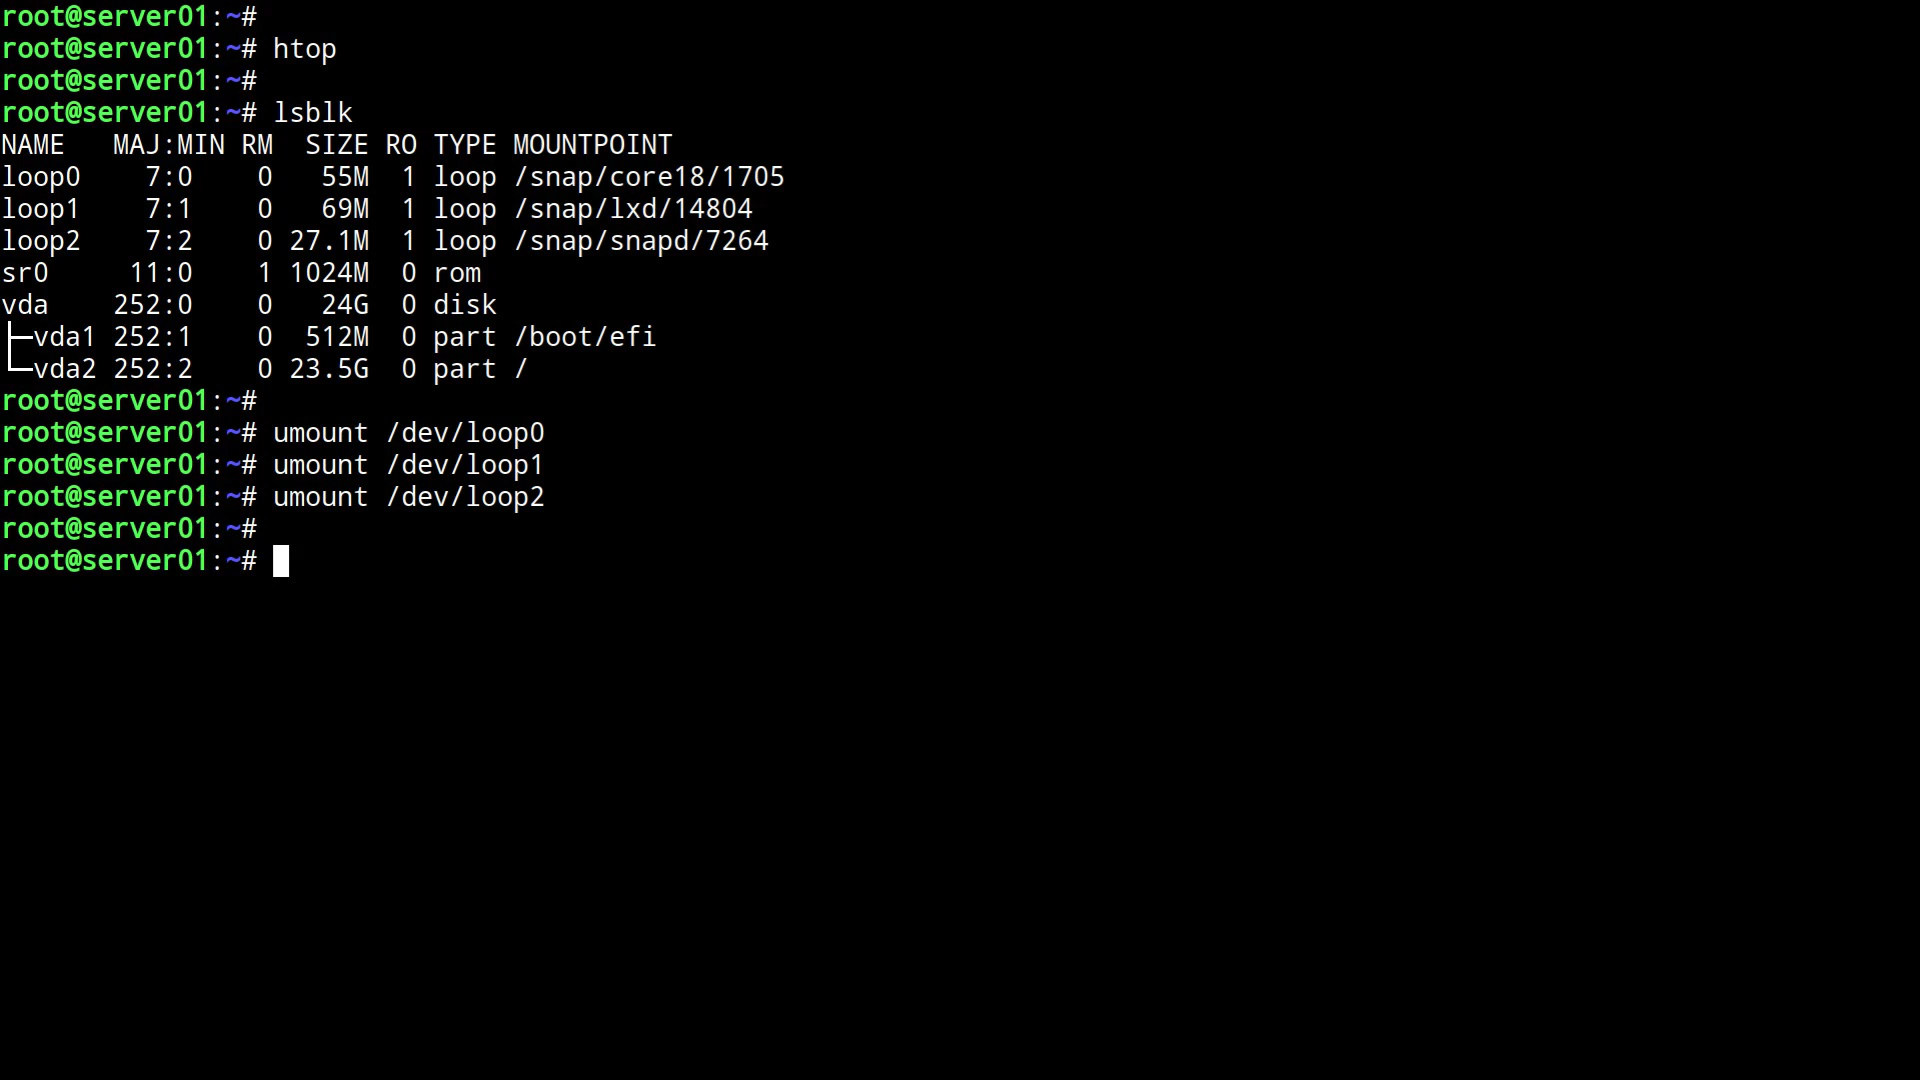 root@server01:~#
root@server01:~# htop
root@server01:~#
root@server01:~# lsblk
NAME   MAJ:MIN RM  SIZE RO TYPE MOUNTPOINT
loop0    7:0    0   55M  1 loop /snap/core18/1705
loop1    7:1    0   69M  1 loop /snap/lxd/14804
loop2    7:2    0 27.1M  1 loop /snap/snapd/7264
sr0     11:0    1 1024M  0 rom
vda    252:0    0   24G  0 disk
├─vda1 252:1    0  512M  0 part /boot/efi
└─vda2 252:2    0 23.5G  0 part /
root@server01:~#
root@server01:~# umount /dev/loop0
root@server01:~# umount /dev/loop1
root@server01:~# umount /dev/loop2
root@server01:~#
root@server01:~#